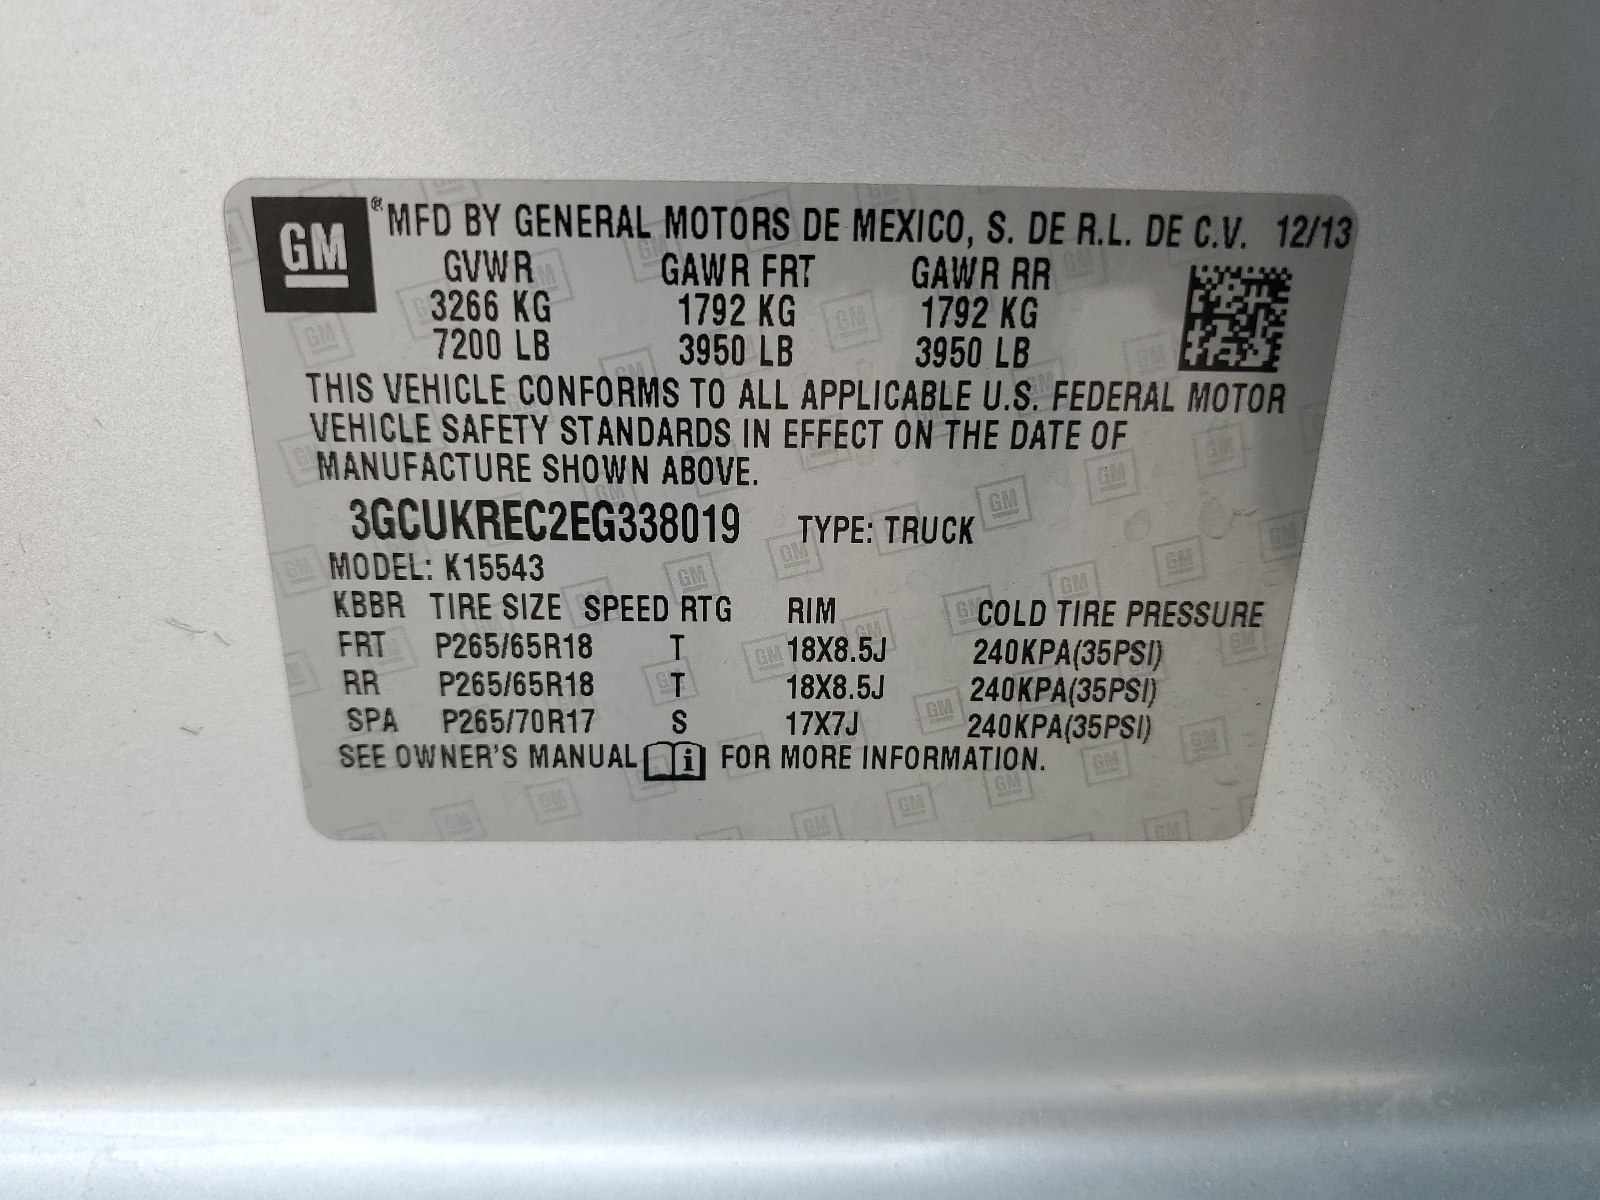 GM ® MFD BY GENERAL MOTORS DE MEXICO, S. DE R.L. DE C.V. 12/13
GVWR GAWR FRT GAWR RR
3266 KG 1792 KG 1792 KG
7200 LB 3950 LB 3950 LB
THIS VEHICLE CONFORMS TO ALL APPLICABLE U.S. FEDERAL MOTOR
VEHICLE SAFETY STANDARDS IN EFFECT ON THE DATE OF
MANUFACTURE SHOWN ABOVE.
3GCUKREC2EG338019 TYPE: TRUCK
MODEL: K15543
KBBR TIRE SIZE SPEED RTG RIM COLD TIRE PRESSURE
FRT P265/65R18 T 18X8.5J 240KPA(35PSI)
RR P265/65R18 T 18X8.5J 240KPA(35PSI)
SPA P265/70R17 S 17X7J 240KPA(35PSI)
SEE OWNER'S MANUAL i FOR MORE INFORMATION.